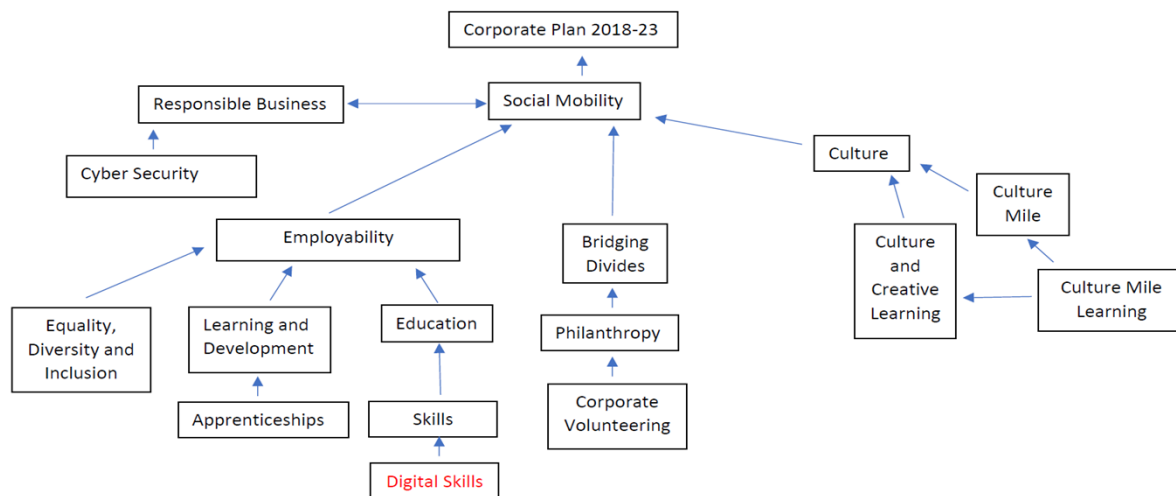 Corporate Plan 2018-23
Responsible Business
Social Mobility
Cyber Security
Culture
Culture
Mile
Employability
Bridging
Divides
Culture
and
Creative
Learning
Culture Mile
Learning
Equality,
Diversity and
Inclusion
Learning and
Development
Education
Philanthropy
Apprenticeships
Skills
Corporate
Volunteering
Digital Skills